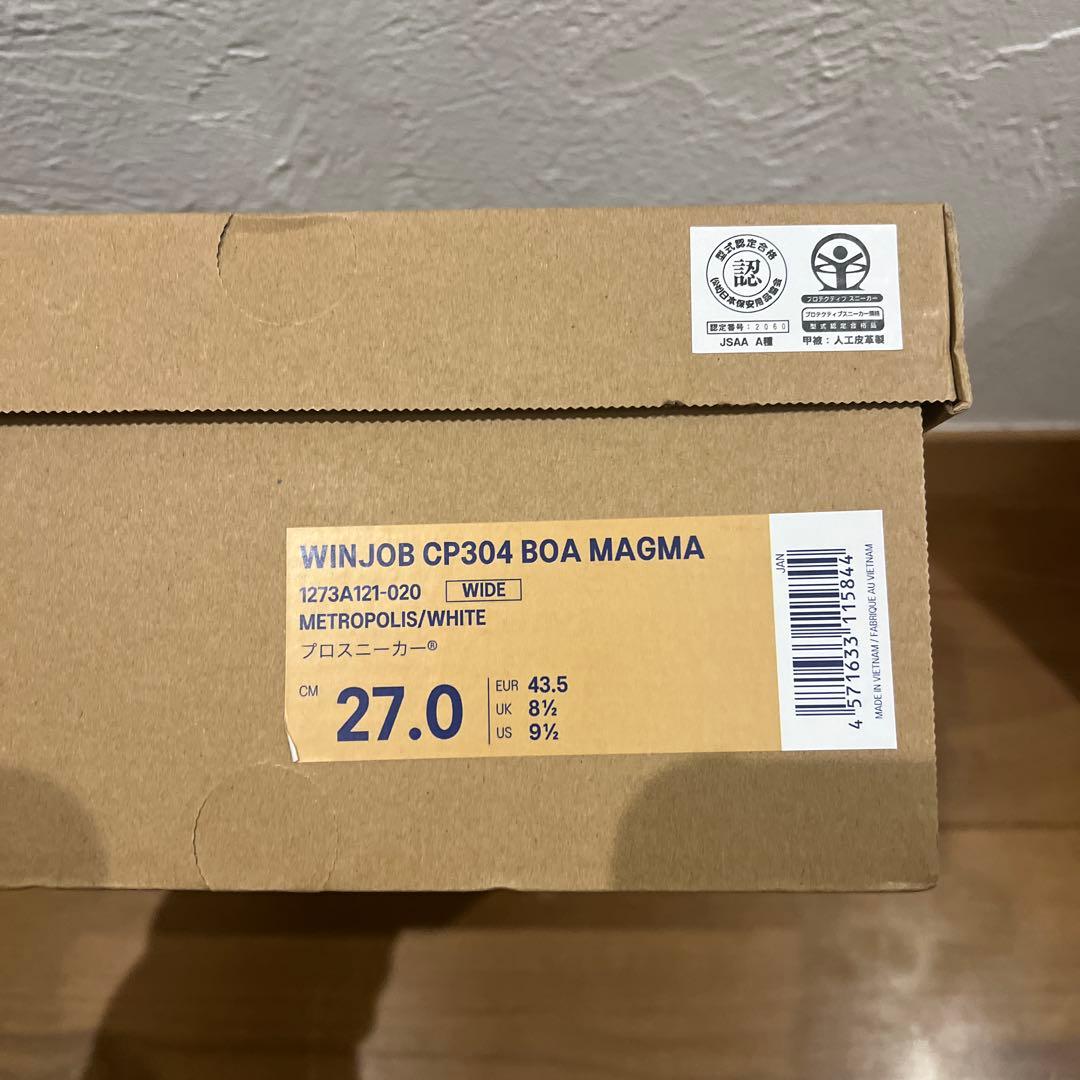 型式認定合格
認
(公社)日本保安用品協会
認定番号：2060
JSAA A種
プロテクティブ スニーカー
プロテクティブスニーカー規格
型式認定合格品
甲被：人工皮革製
WINJOB CP304 BOA MAGMA
1273A121-020 WIDE
METROPOLIS/WHITE
プロスニーカー®
CM 27.0
EUR 43.5
UK 8½
US 9½
JAN
4 571633 115844
MADE IN VIETNAM / FABRIQUE AU VIETNAM